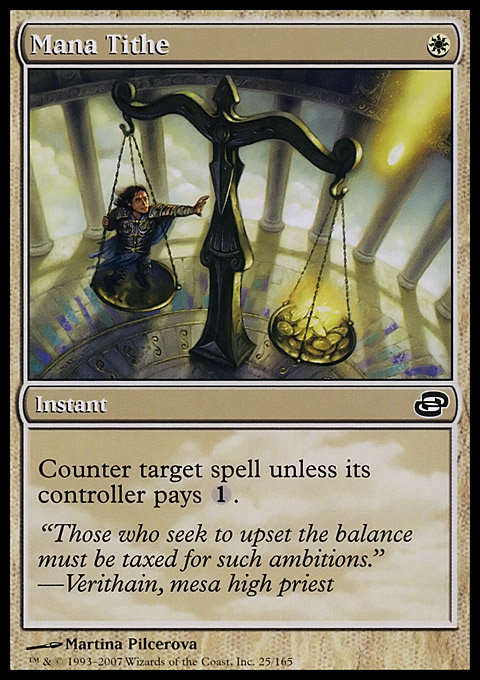 Mana Tithe
Instant
Counter target spell unless its
controller pays 1.
“Those who seek to upset the balance
must be taxed for such ambitions.”
—Verithain, mesa high priest
Martina Pilcerova
™ & © 1993–2007 Wizards of the Coast, Inc. 25/165